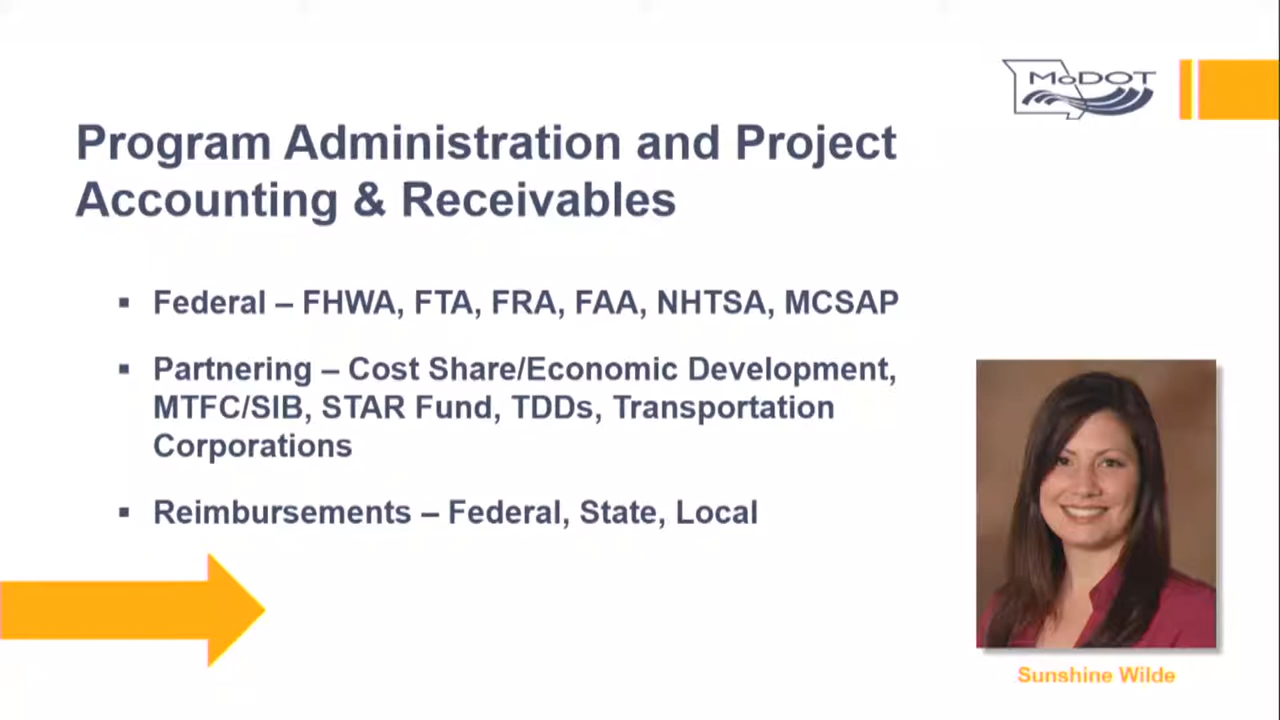 MoDOT
Program Administration and Project
Accounting & Receivables
▪ Federal – FHWA, FTA, FRA, FAA, NHTSA, MCSAP
▪ Partnering – Cost Share/Economic Development,
MTFC/SIB, STAR Fund, TDDs, Transportation
Corporations
▪ Reimbursements – Federal, State, Local
Sunshine Wilde